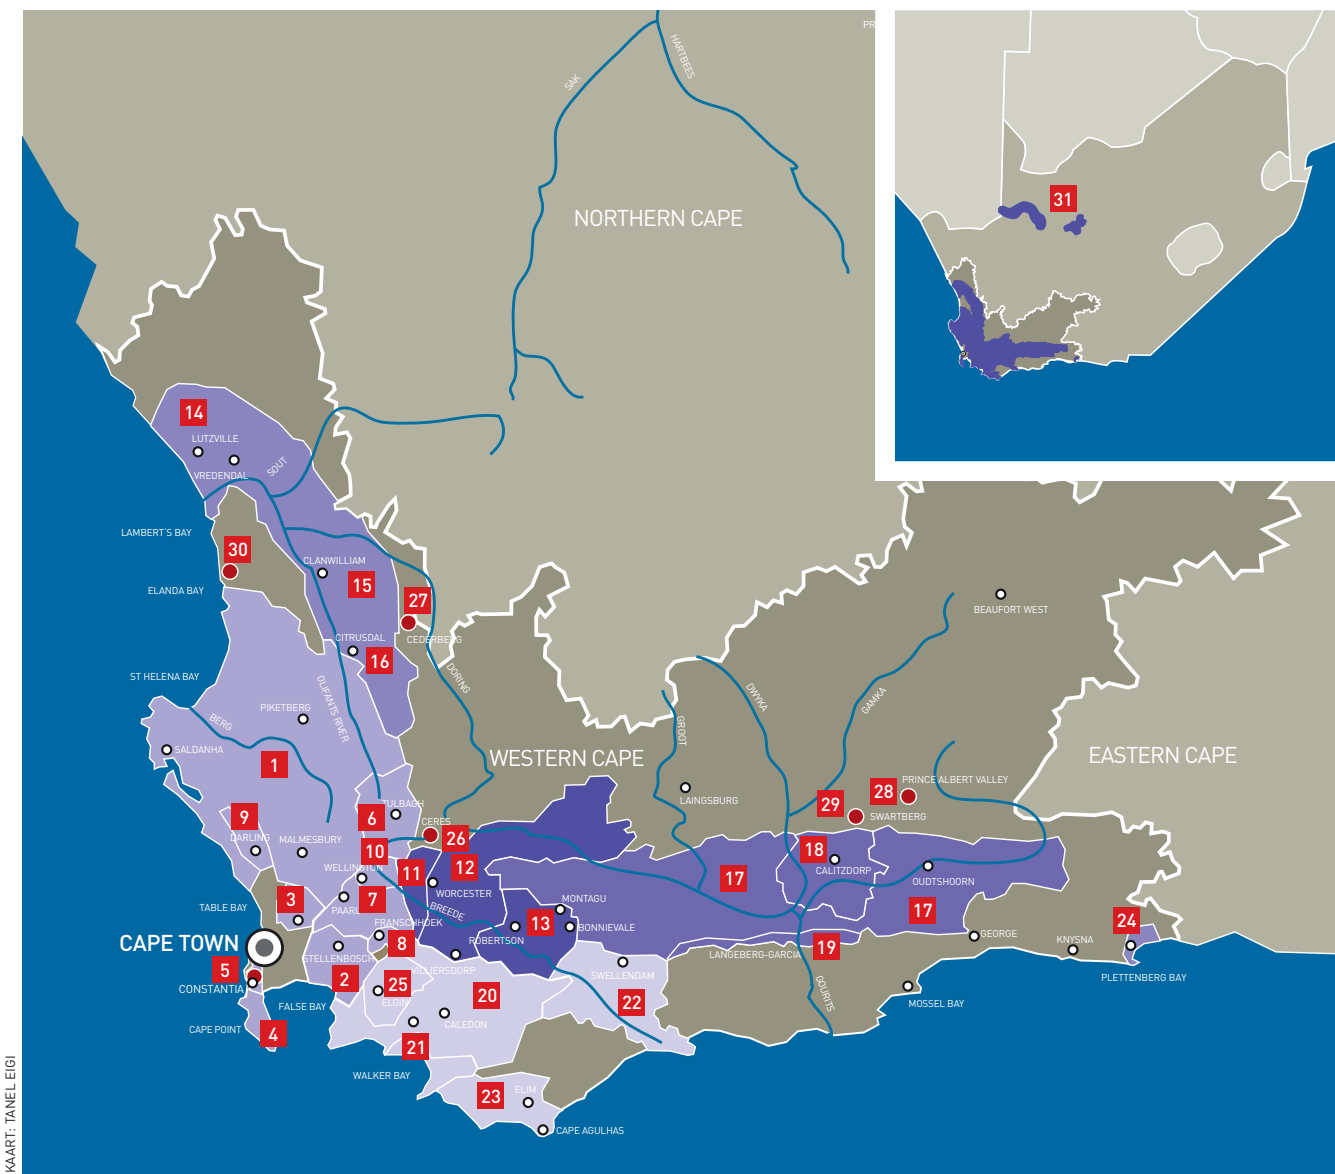 PR
HARTBEES
SAK
31
NORTHERN CAPE
14
LUTZVILLE
SOUT
VREDENDAL
LAMBERT'S BAY
30
CLANWILLIAM
15
ELANDA BAY
27
BEAUFORT WEST
CITRUSDAL
CEDERBERG
16
ST HELENA BAY
DORING
OLIFANTS RIVER
DWYKA
GAMKA
PIKETBERG
BERG
GROOT
SALDANHA
WESTERN CAPE
EASTERN CAPE
1
PRINCE ALBERT VALLEY
28
LAINGSBURG
29
TULBAGH
SWARTBERG
9
6
CERES
26
DARLING
MALMESBURY
10
18
WELLINGTON
11
12
CALITZDORP
17
OUDTSHOORN
WORCESTER
3
7
MONTAGU
TABLE BAY
PAARL
BREEDE
17
24
FRANSCHHOEK
13
BONNIEVALE
GEORGE
KNYSNA
CAPE TOWN
8
ROBERTSON
19
STELLENBOSCH
LANGEBERG-GARCIA
5
VILLIERSDORP
SWELLENDAM
PLETTENBERG BAY
CONSTANTIA
2
25
20
GOURITS
FALSE BAY
ELGIN
22
MOSSEL BAY
CAPE POINT
4
CALEDON
21
WALKER BAY
23
ELIM
CAPE AGULHAS
KAART: TANEL EIGI